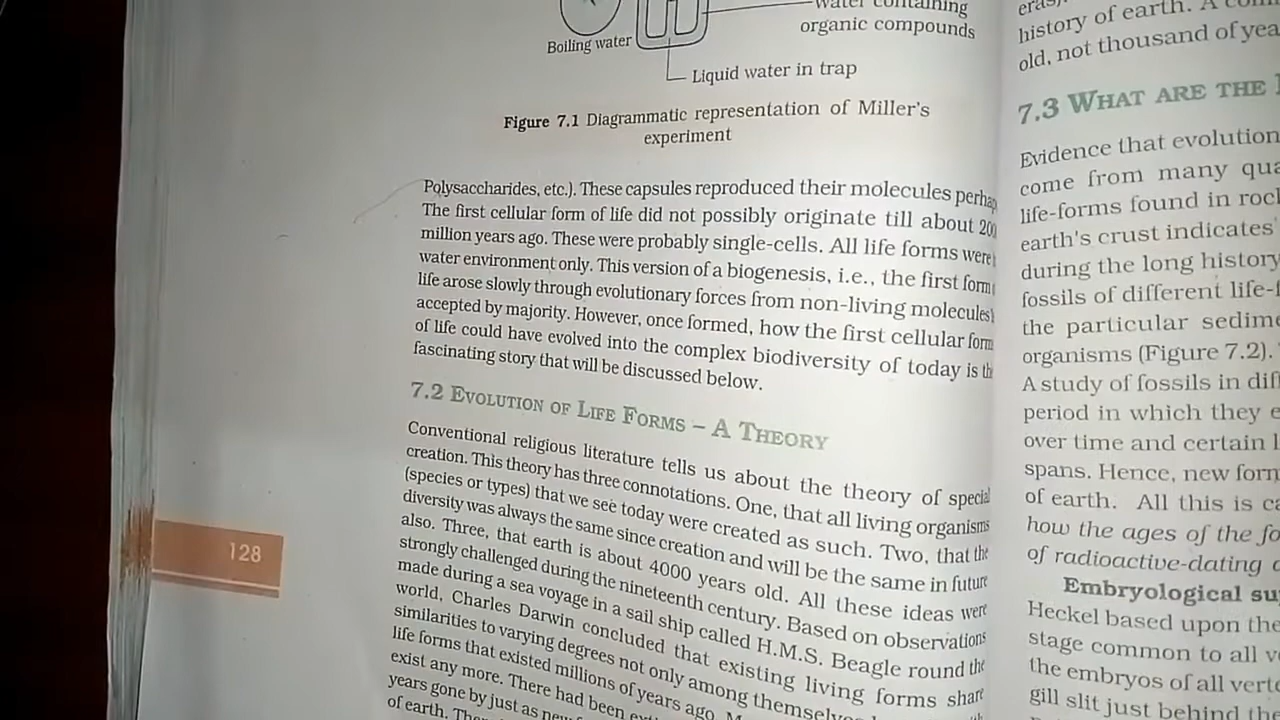 water containing
organic compounds
Boiling water
Liquid water in trap
Figure 7.1 Diagrammatic representation of Miller's
experiment
Polysaccharides, etc.). These capsules reproduced their molecules
The first cellular form of life did not possibly originate till about
million years ago. These were probably single-cells. All life forms were
water environment only. This version of a biogenesis, i.e., the first form
life arose slowly through evolutionary forces from non-living molecules
accepted by majority. However, once formed, how the first cellular form
of life could have evolved into the complex biodiversity of today is
fascinating story that will be discussed below.
7.2 EVOLUTION OF LIFE FORMS – A THEORY
Conventional religious literature tells us about the theory of special
creation. This theory has three connotations. One, that all living organisms
(species or types) that we see today were created as such. Two, that the
diversity was always the same since creation and will be the same in future
also. Three, that earth is about 4000 years old. All these ideas were
strongly challenged during the nineteenth century. Based on observations
made during a sea voyage in a sail ship called H.M.S. Beagle round the
world, Charles Darwin concluded that existing living forms share
similarities to varying degrees not only among themselves
life forms that existed millions of years ago.
exist any more. There had been
years gone by just as new
of earth.
128
history of earth. A
old, not thousand of
7.3 WHAT ARE THE
Evidence that evolution
come from many
life-forms found in
earth's crust indicates
during the long history
fossils of different
the particular
organisms (Figure 7.2).
A study of fossils in
period in which they
over time and certain
spans. Hence, new
of earth. All this is
how the ages of the
of radioactive-dating
Embryological
Heckel based upon the
stage common to all
the embryos of all
gill slit just behind the